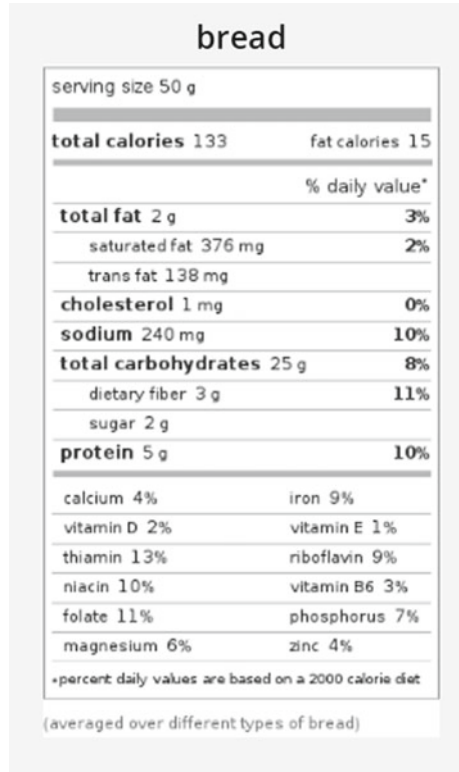 bread
serving size 50 g
total calories 133 fat calories 15
% daily value*
total fat 2 g 3%
saturated fat 376 mg 2%
trans fat 138 mg
cholesterol 1 mg 0%
sodium 240 mg 10%
total carbohydrates 25 g 8%
dietary fiber 3 g 11%
sugar 2 g
protein 5 g 10%
calcium 4% iron 9%
vitamin D 2% vitamin E 1%
thiamin 13% riboflavin 9%
niacin 10% vitamin B6 3%
folate 11% phosphorus 7%
magnesium 6% zinc 4%
*percent daily values are based on a 2000 calorie diet
(averaged over different types of bread)